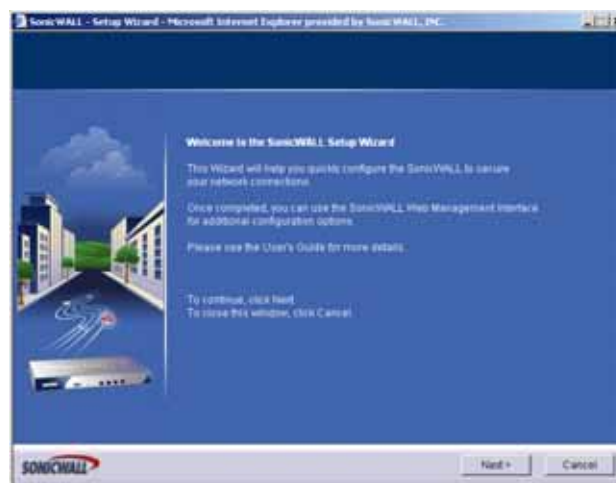 SonicWALL - Setup Wizard - Microsoft Internet Explorer provided by SonicWALL, INC.
Welcome to the SonicWALL Setup Wizard
This Wizard will help you quickly configure the SonicWALL to secure
your network connections.
Once completed, you can use the SonicWALL Web Management Interface
for additional configuration options.
Please see the User's Guide for more details.
To continue, click Next.
To close this window, click Cancel.
SONICWALL
Next >
Cancel